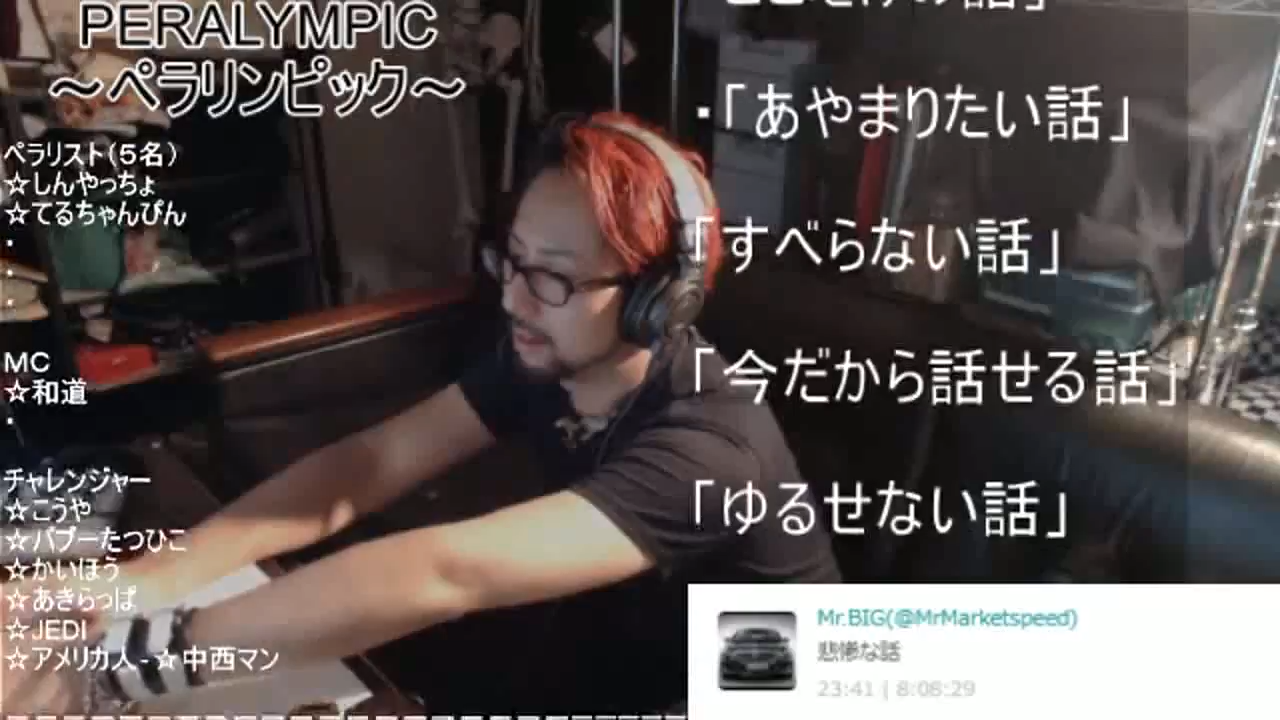 PERALYMPIC
～ペラリンピック～
ペラリスト(5名)
☆しんやっちょ
☆てるちゃんぴん
・
・
・
MC
☆和道
・
チャレンジャー
☆こうや
☆バブーたつひこ
☆かいほう
☆あきらっぱ
☆JEDI
☆アメリカ人-☆中西マン
・「あやまりたい話」
「すべらない話」
「今だから話せる話」
「ゆるせない話」
Mr.BIG(@MrMarketspeed)
悲惨な話
23:41 | 8:08:29